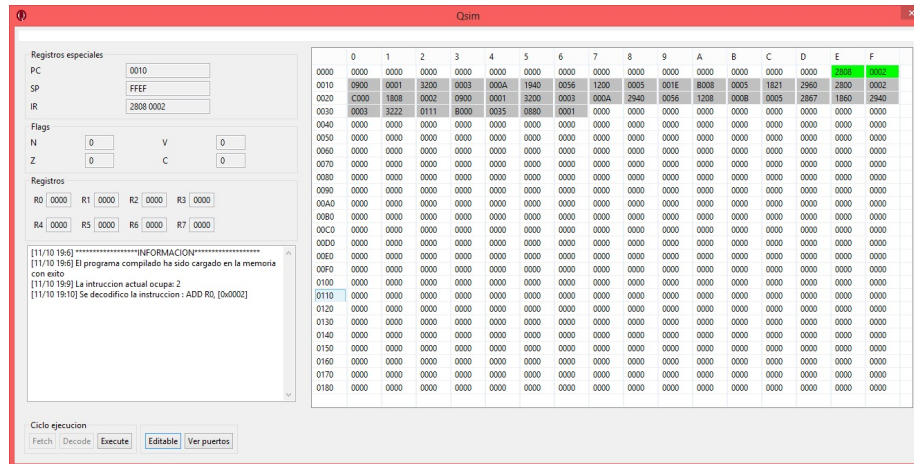 Qsim
Registros especiales
PC 0010
SP FFEF
IR 2808 0002
Flags
N 0 V 0
Z 0 C 0
Registros
R0 0000 R1 0000 R2 0000 R3 0000
R4 0000 R5 0000 R6 0000 R7 0000
[11/10 19:6] ******************INFORMACION*******************
[11/10 19:6] El programa compilado ha sido cargado en la memoria
con exito
[11/10 19:9] La intruccion actual ocupa: 2
[11/10 19:10] Se decodifico la instruccion : ADD R0, [0x0002]
Ciclo ejecucion
Fetch Decode Execute Editable Ver puertos
0 1 2 3 4 5 6 7 8 9 A B C D E F
0000 0000 0000 0000 0000 0000 0000 0000 0000 0000 0000 0000 0000 0000 0000 2808 0002
0010 0900 0001 3200 0003 000A 1940 0056 1200 0005 001E B008 0005 1821 2960 2800 0002
0020 C000 1808 0002 0900 0001 3200 0003 000A 2940 0056 1208 000B 0005 2867 1860 2940
0030 0003 3222 0111 B000 0035 0880 0001 0000 0000 0000 0000 0000 0000 0000 0000 0000
0040 0000 0000 0000 0000 0000 0000 0000 0000 0000 0000 0000 0000 0000 0000 0000 0000
0050 0000 0000 0000 0000 0000 0000 0000 0000 0000 0000 0000 0000 0000 0000 0000 0000
0060 0000 0000 0000 0000 0000 0000 0000 0000 0000 0000 0000 0000 0000 0000 0000 0000
0070 0000 0000 0000 0000 0000 0000 0000 0000 0000 0000 0000 0000 0000 0000 0000 0000
0080 0000 0000 0000 0000 0000 0000 0000 0000 0000 0000 0000 0000 0000 0000 0000 0000
0090 0000 0000 0000 0000 0000 0000 0000 0000 0000 0000 0000 0000 0000 0000 0000 0000
00A0 0000 0000 0000 0000 0000 0000 0000 0000 0000 0000 0000 0000 0000 0000 0000 0000
00B0 0000 0000 0000 0000 0000 0000 0000 0000 0000 0000 0000 0000 0000 0000 0000 0000
00C0 0000 0000 0000 0000 0000 0000 0000 0000 0000 0000 0000 0000 0000 0000 0000 0000
00D0 0000 0000 0000 0000 0000 0000 0000 0000 0000 0000 0000 0000 0000 0000 0000 0000
00E0 0000 0000 0000 0000 0000 0000 0000 0000 0000 0000 0000 0000 0000 0000 0000 0000
00F0 0000 0000 0000 0000 0000 0000 0000 0000 0000 0000 0000 0000 0000 0000 0000 0000
0100 0000 0000 0000 0000 0000 0000 0000 0000 0000 0000 0000 0000 0000 0000 0000 0000
0110 0000 0000 0000 0000 0000 0000 0000 0000 0000 0000 0000 0000 0000 0000 0000 0000
0120 0000 0000 0000 0000 0000 0000 0000 0000 0000 0000 0000 0000 0000 0000 0000 0000
0130 0000 0000 0000 0000 0000 0000 0000 0000 0000 0000 0000 0000 0000 0000 0000 0000
0140 0000 0000 0000 0000 0000 0000 0000 0000 0000 0000 0000 0000 0000 0000 0000 0000
0150 0000 0000 0000 0000 0000 0000 0000 0000 0000 0000 0000 0000 0000 0000 0000 0000
0160 0000 0000 0000 0000 0000 0000 0000 0000 0000 0000 0000 0000 0000 0000 0000 0000
0170 0000 0000 0000 0000 0000 0000 0000 0000 0000 0000 0000 0000 0000 0000 0000 0000
0180 0000 0000 0000 0000 0000 0000 0000 0000 0000 0000 0000 0000 0000 0000 0000 0000